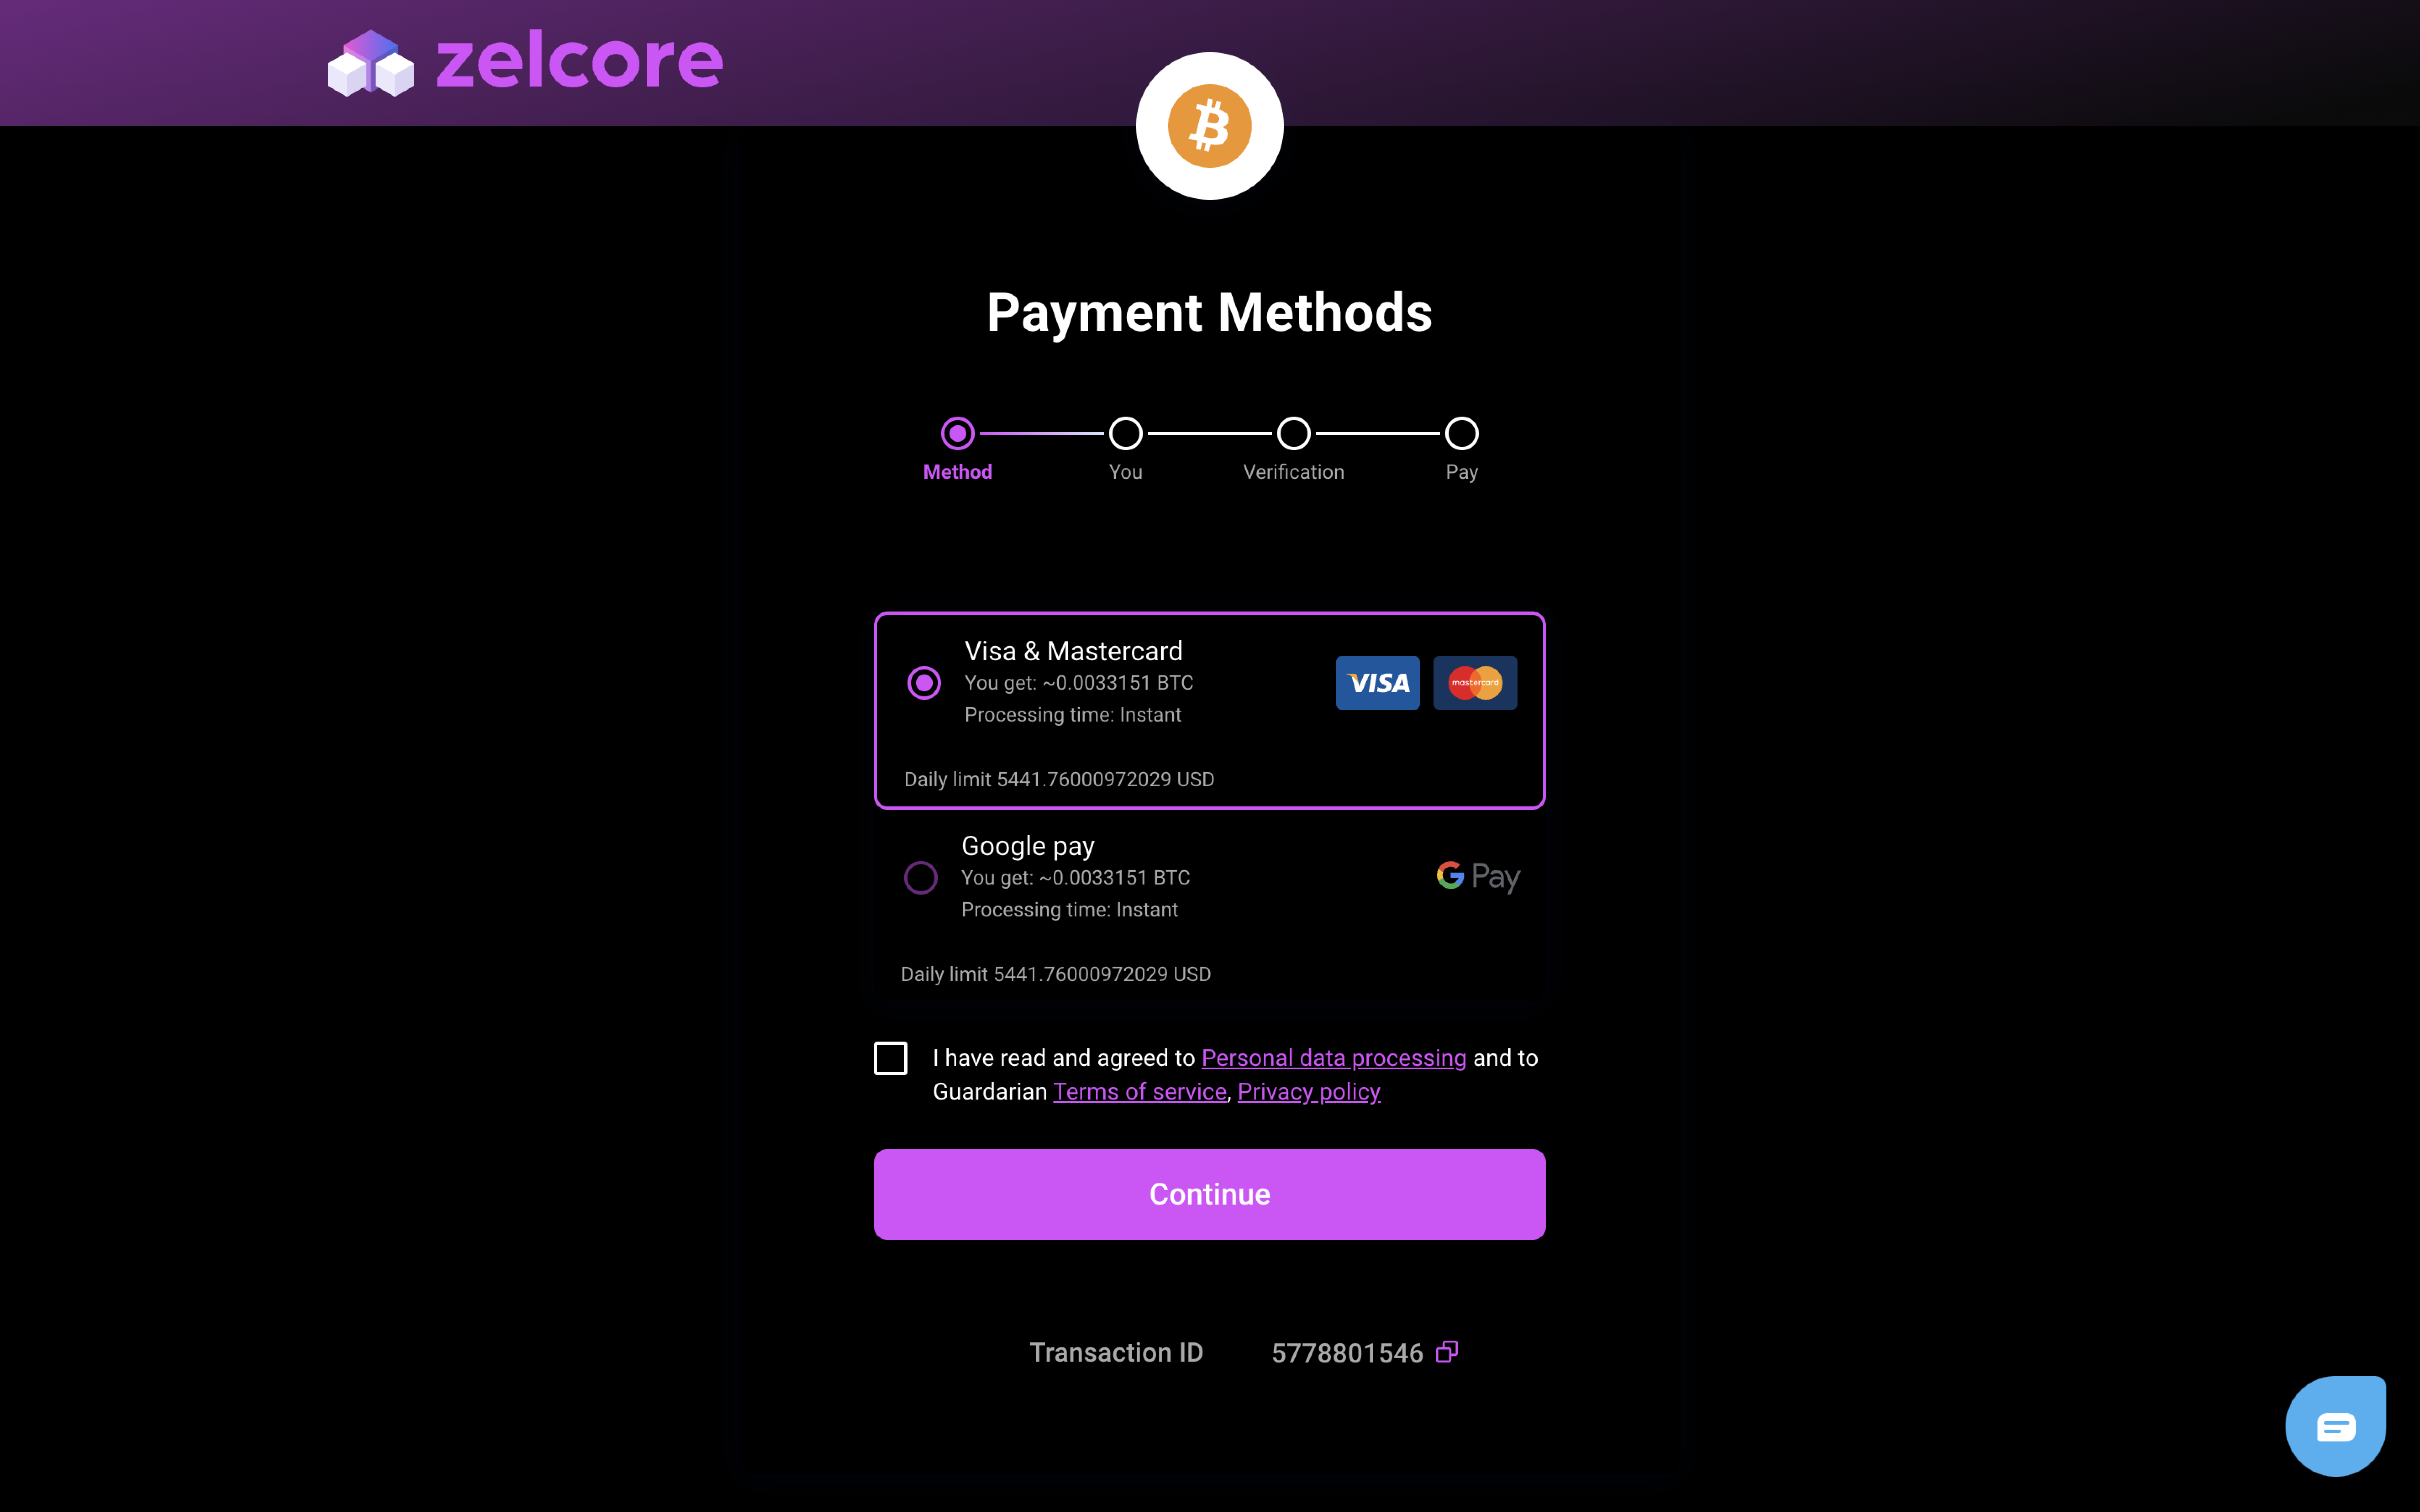 zelcore
Payment Methods
Method
You
Verification
Pay
Visa & Mastercard
You get: ~0.0033151 BTC
Processing time: Instant
VISA
mastercard
Daily limit 5441.76000972029 USD
Google pay
You get: ~0.0033151 BTC
Processing time: Instant
G Pay
Daily limit 5441.76000972029 USD
I have read and agreed to Personal data processing and to
Guardarian Terms of service, Privacy policy
Continue
Transaction ID 5778801546